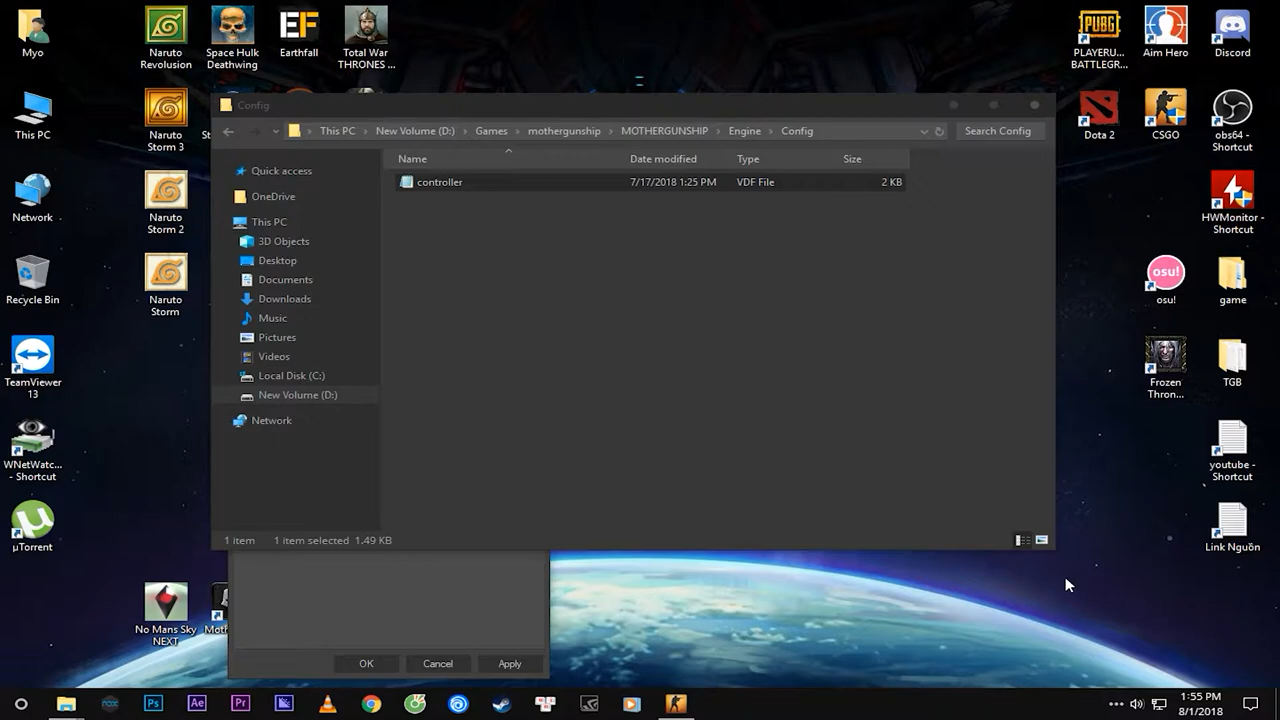 Myo
This PC
Network
Recycle Bin
TeamViewer
13
WNetWatc...
- Shortcut
µTorrent
Naruto
Revolusion
Naruto
Storm 3
Naruto
Storm 2
Naruto
Storm
No Mans Sky
NEXT
Space Hulk
Deathwing
EF
Earthfall
Total War
THRONES ...
Config
This PC > New Volume (D:) > Games > mothergunship > MOTHERGUNSHIP > Engine > Config
Search Config
Name
Date modified
Type
Size
controller
7/17/2018 1:25 PM
VDF File
2 KB
Quick access
OneDrive
This PC
3D Objects
Desktop
Documents
Downloads
Music
Pictures
Videos
Local Disk (C:)
New Volume (D:)
Network
1 item
1 item selected 1.49 KB
OK
Cancel
Apply
PUBG
PLAYERU...
BATTLEGR...
Aim Hero
Discord
Dota 2
CSGO
obs64 -
Shortcut
HWMonitor -
Shortcut
osu!
osu!
game
Frozen
Thron...
TGB
youtube -
Shortcut
Link Nguồn
Ps
Ae
Pr
1:55 PM
8/1/2018